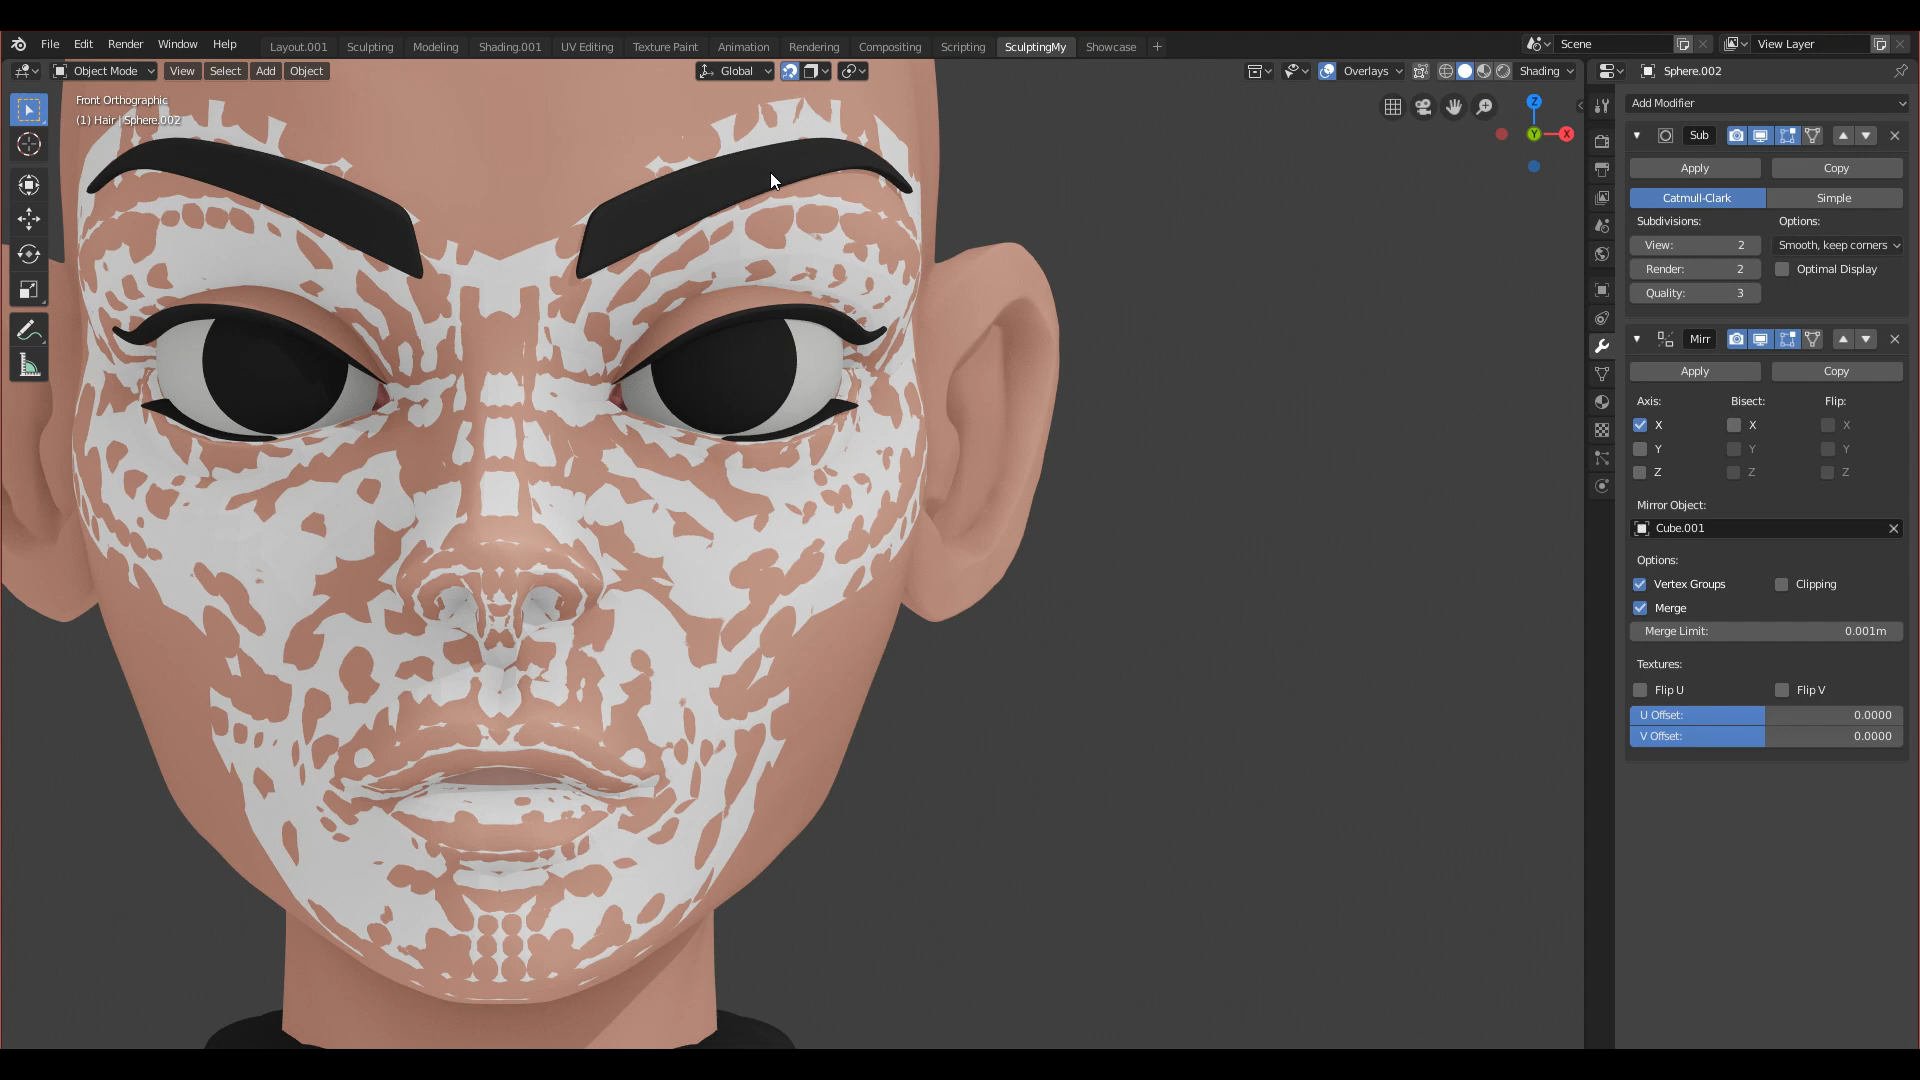 File Edit Render Window Help Layout.001 Sculpting Modeling Shading.001 UV Editing Texture Paint Animation Rendering Compositing Scripting SculptingMy Showcase + Scene View Layer
Object Mode View Select Add Object Global Overlays Shading Sphere.002
Front Orthographic
(1) Hair | Sphere.002
Z
Y
X
Add Modifier
Sub
Apply Copy
Catmull-Clark Simple
Subdivisions: Options:
View: 2 Smooth, keep corners
Render: 2 Optimal Display
Quality: 3
Mirr
Apply Copy
Axis: Bisect: Flip:
X X X
Y Y Y
Z Z Z
Mirror Object:
Cube.001
Options:
Vertex Groups Clipping
Merge
Merge Limit: 0.001m
Textures:
Flip U Flip V
U Offset: 0.0000
V Offset: 0.0000